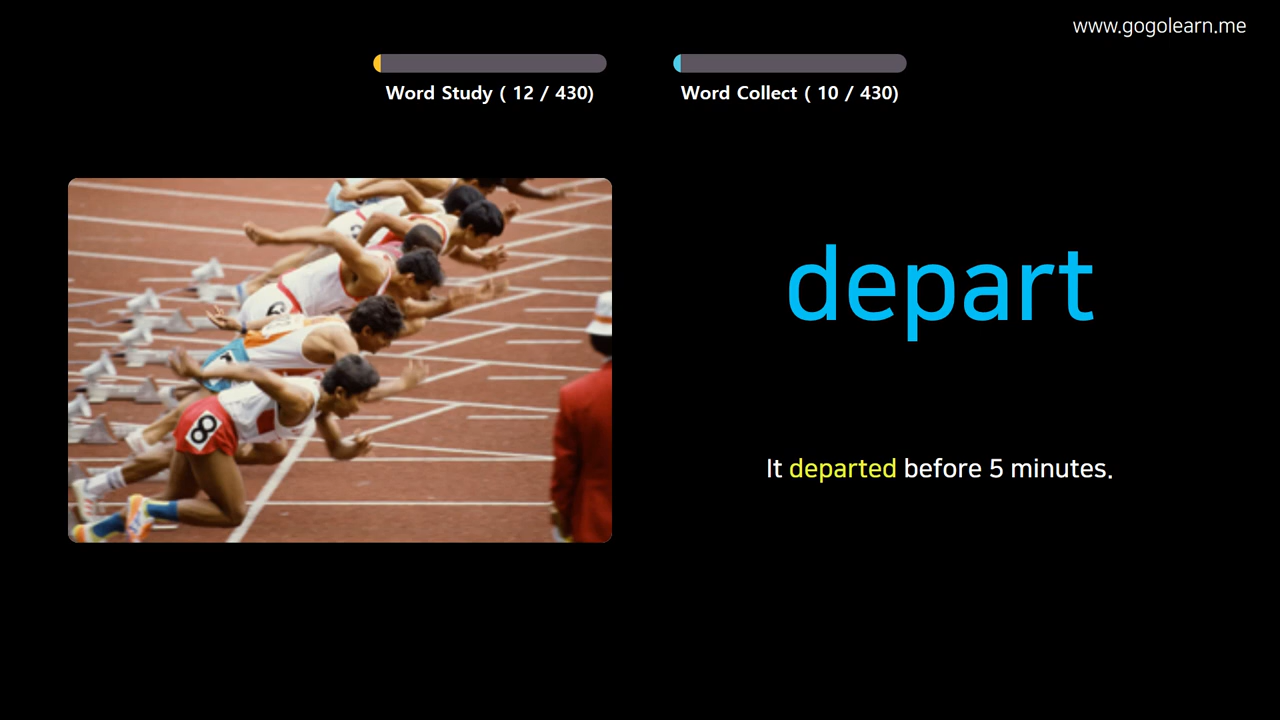 www.gogolearn.me
Word Study ( 12 / 430)
Word Collect ( 10 / 430)
depart
It departed before 5 minutes.
8